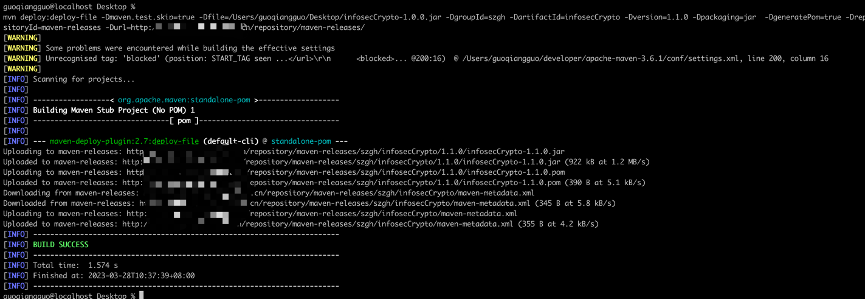 guoqiangguo@localhost Desktop %
mvn deploy:deploy-file -Dmaven.test.skip=true -Dfile=/Users/guoqiangguo/Desktop/infosecCrypto-1.0.0.jar -DgroupId=szgh -DartifactId=infosecCrypto -Dversion=1.1.0 -Dpackaging=jar  -DgeneratePom=true -Drepo
sitoryId=maven-releases -Durl=http: n/repository/maven-releases/
[WARNING]
[WARNING] Some problems were encountered while building the effective settings
[WARNING] Unrecognised tag: 'blocked' (position: START_TAG seen ...</url>\r\n      <blocked>... @200:16)  @ /Users/guoqiangguo/developer/apache-maven-3.6.1/conf/settings.xml, line 200, column 16
[WARNING]
[INFO] Scanning for projects...
[INFO]
[INFO] ------------------< org.apache.maven:standalone-pom >-------------------
[INFO] Building Maven Stub Project (No POM) 1
[INFO] --------------------------------[ pom ]---------------------------------
[INFO]
[INFO] --- maven-deploy-plugin:2.7:deploy-file (default-cli) @ standalone-pom ---
Uploading to maven-releases: http /repository/maven-releases/szgh/infosecCrypto/1.1.0/infosecCrypto-1.1.0.jar
Uploaded to maven-releases: http: /repository/maven-releases/szgh/infosecCrypto/1.1.0/infosecCrypto-1.1.0.jar (922 kB at 1.2 MB/s)
Uploading to maven-releases: http /repository/maven-releases/szgh/infosecCrypto/1.1.0/infosecCrypto-1.1.0.pom
Uploaded to maven-releases: http: /repository/maven-releases/szgh/infosecCrypto/1.1.0/infosecCrypto-1.1.0.pom (390 B at 5.1 kB/s)
Downloading from maven-releases: .cn/repository/maven-releases/szgh/infosecCrypto/maven-metadata.xml
Downloaded from maven-releases: h .cn/repository/maven-releases/szgh/infosecCrypto/maven-metadata.xml (345 B at 5.8 kB/s)
Uploading to maven-releases: http: /repository/maven-releases/szgh/infosecCrypto/maven-metadata.xml
Uploaded to maven-releases: http: /repository/maven-releases/szgh/infosecCrypto/maven-metadata.xml (355 B at 4.2 kB/s)
[INFO] ------------------------------------------------------------------------
[INFO] BUILD SUCCESS
[INFO] ------------------------------------------------------------------------
[INFO] Total time:  1.574 s
[INFO] Finished at: 2023-03-28T10:37:39+08:00
[INFO] ------------------------------------------------------------------------
guoqiangguo@localhost Desktop %